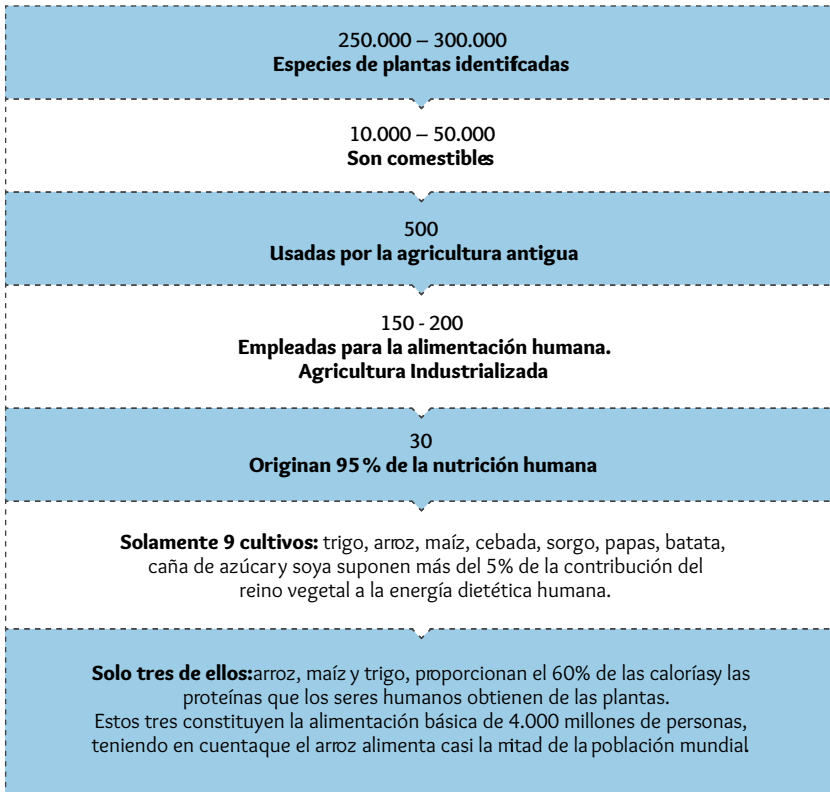 250.000 – 300.000
Especies de plantas identifcadas
10.000 – 50.000
Son comestibles
500
Usadas por la agricultura antigua
150 - 200
Empleadas para la alimentación humana.
Agricultura Industrializada
30
Originan 95% de la nutrición humana
Solamente 9 cultivos: trigo, arroz, maíz, cebada, sorgo, papas, batata,
caña de azúcar y soya suponen más del 5% de la contribución del
reino vegetal a la energía dietética humana.
Solo tres de ellos: arroz, maíz y trigo, proporcionan el 60% de las calorías y las
proteínas que los seres humanos obtienen de las plantas.
Estos tres constituyen la alimentación básica de 4.000 millones de personas,
teniendo en cuenta que el arroz alimenta casi la mitad de la población mundial.